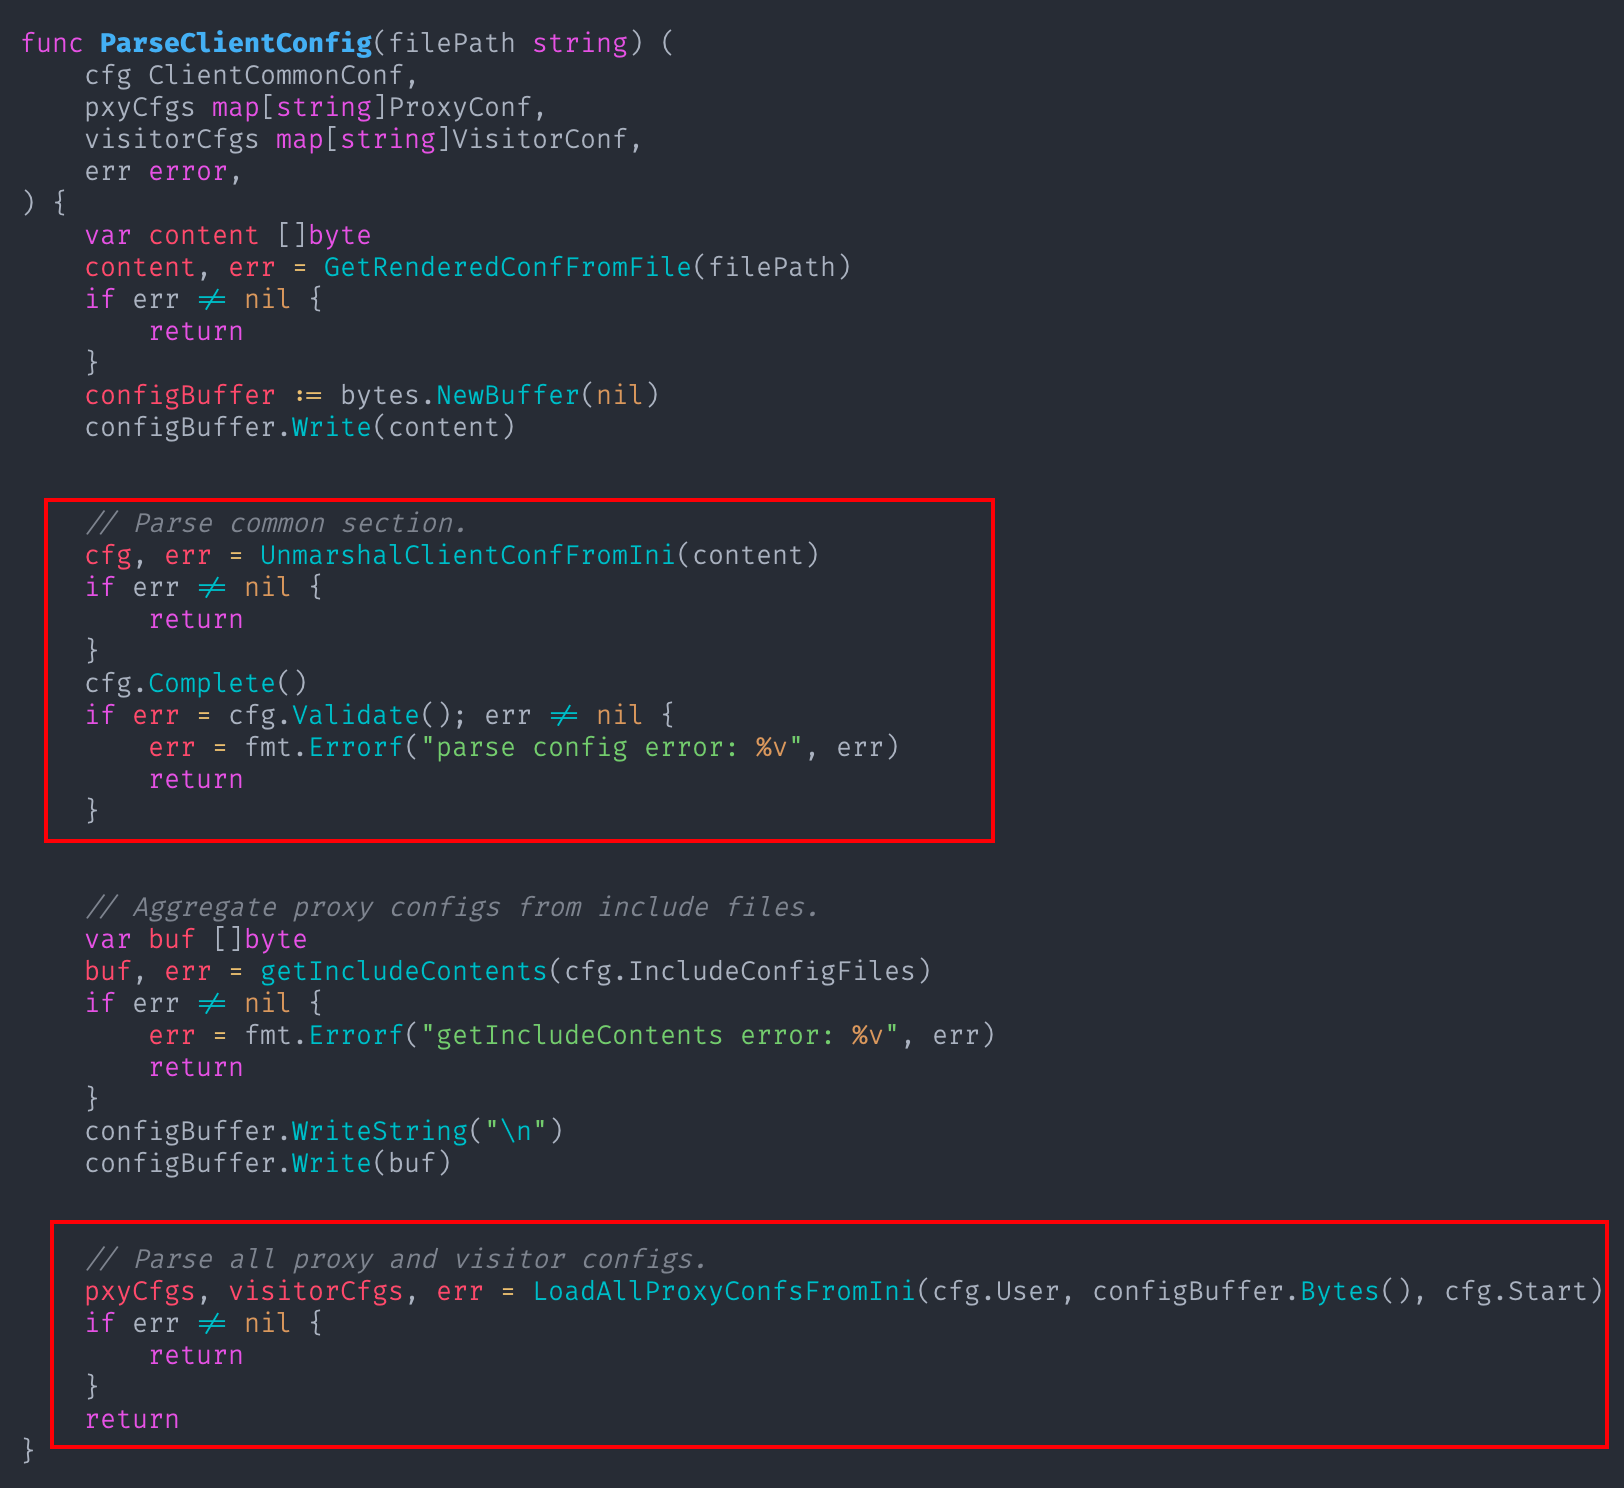 func ParseClientConfig(filePath string) (
    cfg ClientCommonConf,
    pxyCfgs map[string]ProxyConf,
    visitorCfgs map[string]VisitorConf,
    err error,
) {
    var content []byte
    content, err = GetRenderedConfFromFile(filePath)
    if err ≠ nil {
        return
    }
    configBuffer := bytes.NewBuffer(nil)
    configBuffer.Write(content)
    // Parse common section.
    cfg, err = UnmarshalClientConfFromIni(content)
    if err ≠ nil {
        return
    }
    cfg.Complete()
    if err = cfg.Validate(); err ≠ nil {
        err = fmt.Errorf("parse config error: %v", err)
        return
    }
    // Aggregate proxy configs from include files.
    var buf []byte
    buf, err = getIncludeContents(cfg.IncludeConfigFiles)
    if err ≠ nil {
        err = fmt.Errorf("getIncludeContents error: %v", err)
        return
    }
    configBuffer.WriteString("\n")
    configBuffer.Write(buf)
    // Parse all proxy and visitor configs.
    pxyCfgs, visitorCfgs, err = LoadAllProxyConfsFromIni(cfg.User, configBuffer.Bytes(), cfg.Start)
    if err ≠ nil {
        return
    }
    return
}